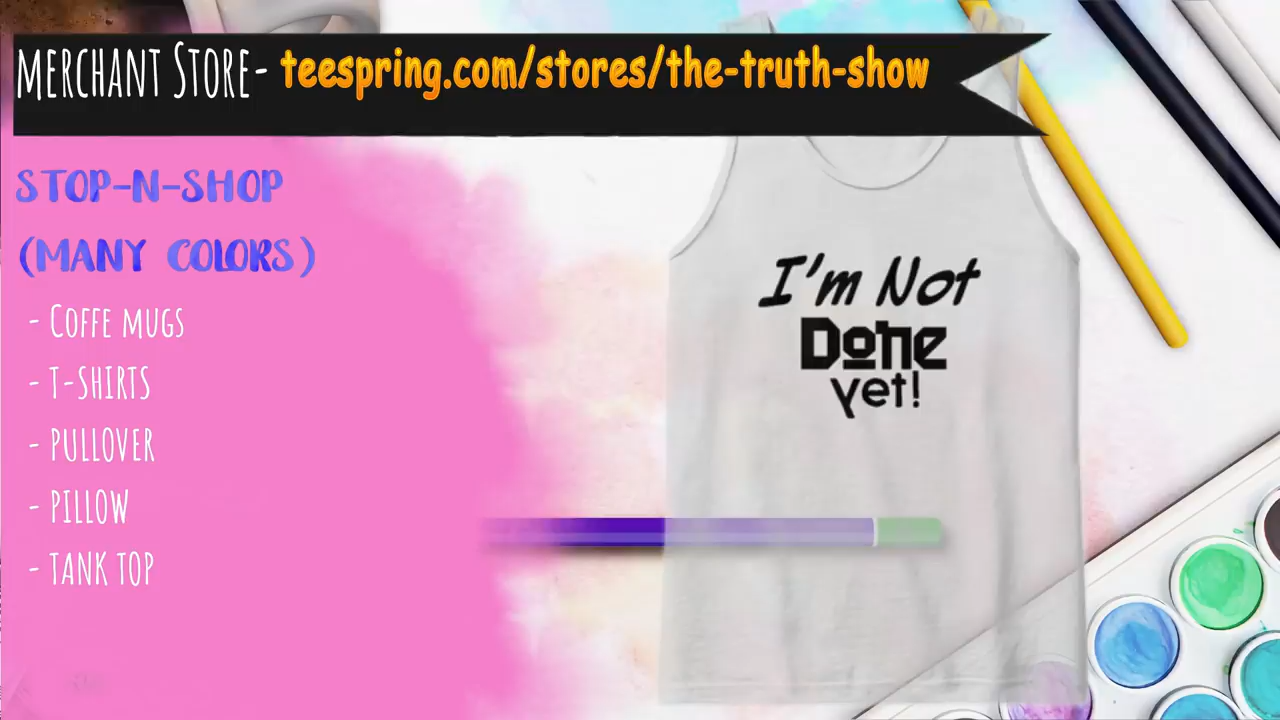 MERCHANT STORE- teespring.com/stores/the-truth-show
STOP-N-SHOP
(MANY COLORS)
- COFFE MUGS
- T-SHIRTS
- PULLOVER
- PILLOW
- TANK TOP
I'm Not
Done
yet!